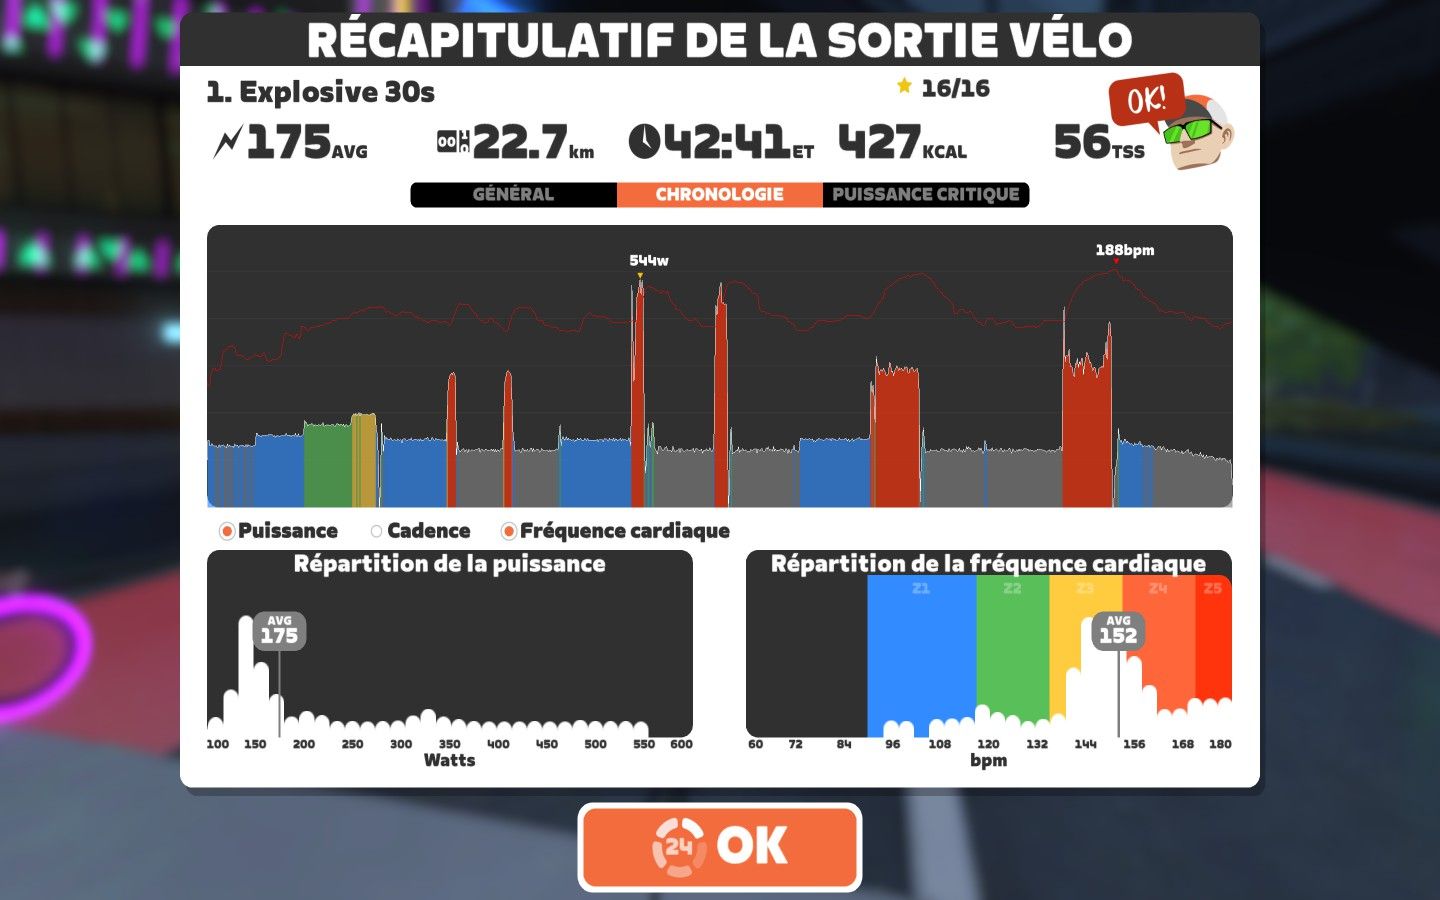 RÉCAPITULATIF DE LA SORTIE VÉLO
1. Explosive 30s
16/16
OK!
175AVG
22.7km
42:41ET
427KCAL
56TSS
GÉNÉRAL
CHRONOLOGIE
PUISSANCE CRITIQUE
544w
188bpm
Puissance
Cadence
Fréquence cardiaque
Répartition de la puissance
AVG
175
100 150 200 250 300 350 400 450 500 550 600
Watts
Répartition de la fréquence cardiaque
Z1 Z2 Z3 Z4 Z5
AVG
152
60 72 84 96 108 120 132 144 156 168 180
bpm
24 OK